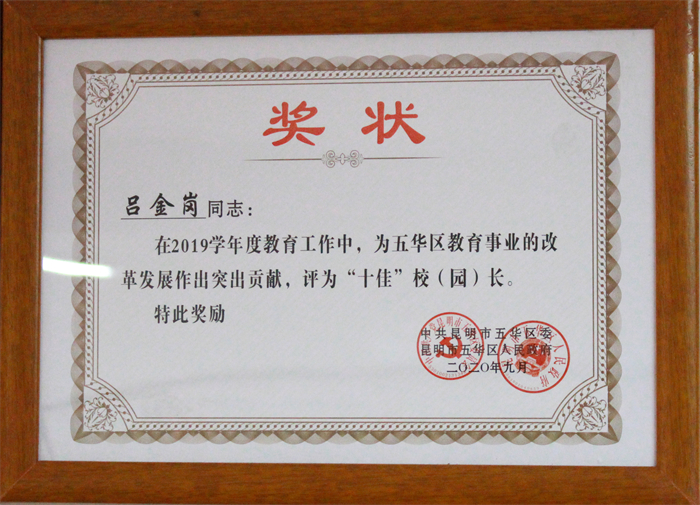 奖状
吕金岗同志：
在2019学年度教育工作中，为五华区教育事业的改
革发展作出突出贡献，评为“十佳”校（园）长。
特此奖励
中共昆明市五华区委
昆明市五华区人民政府
二〇二〇年九月